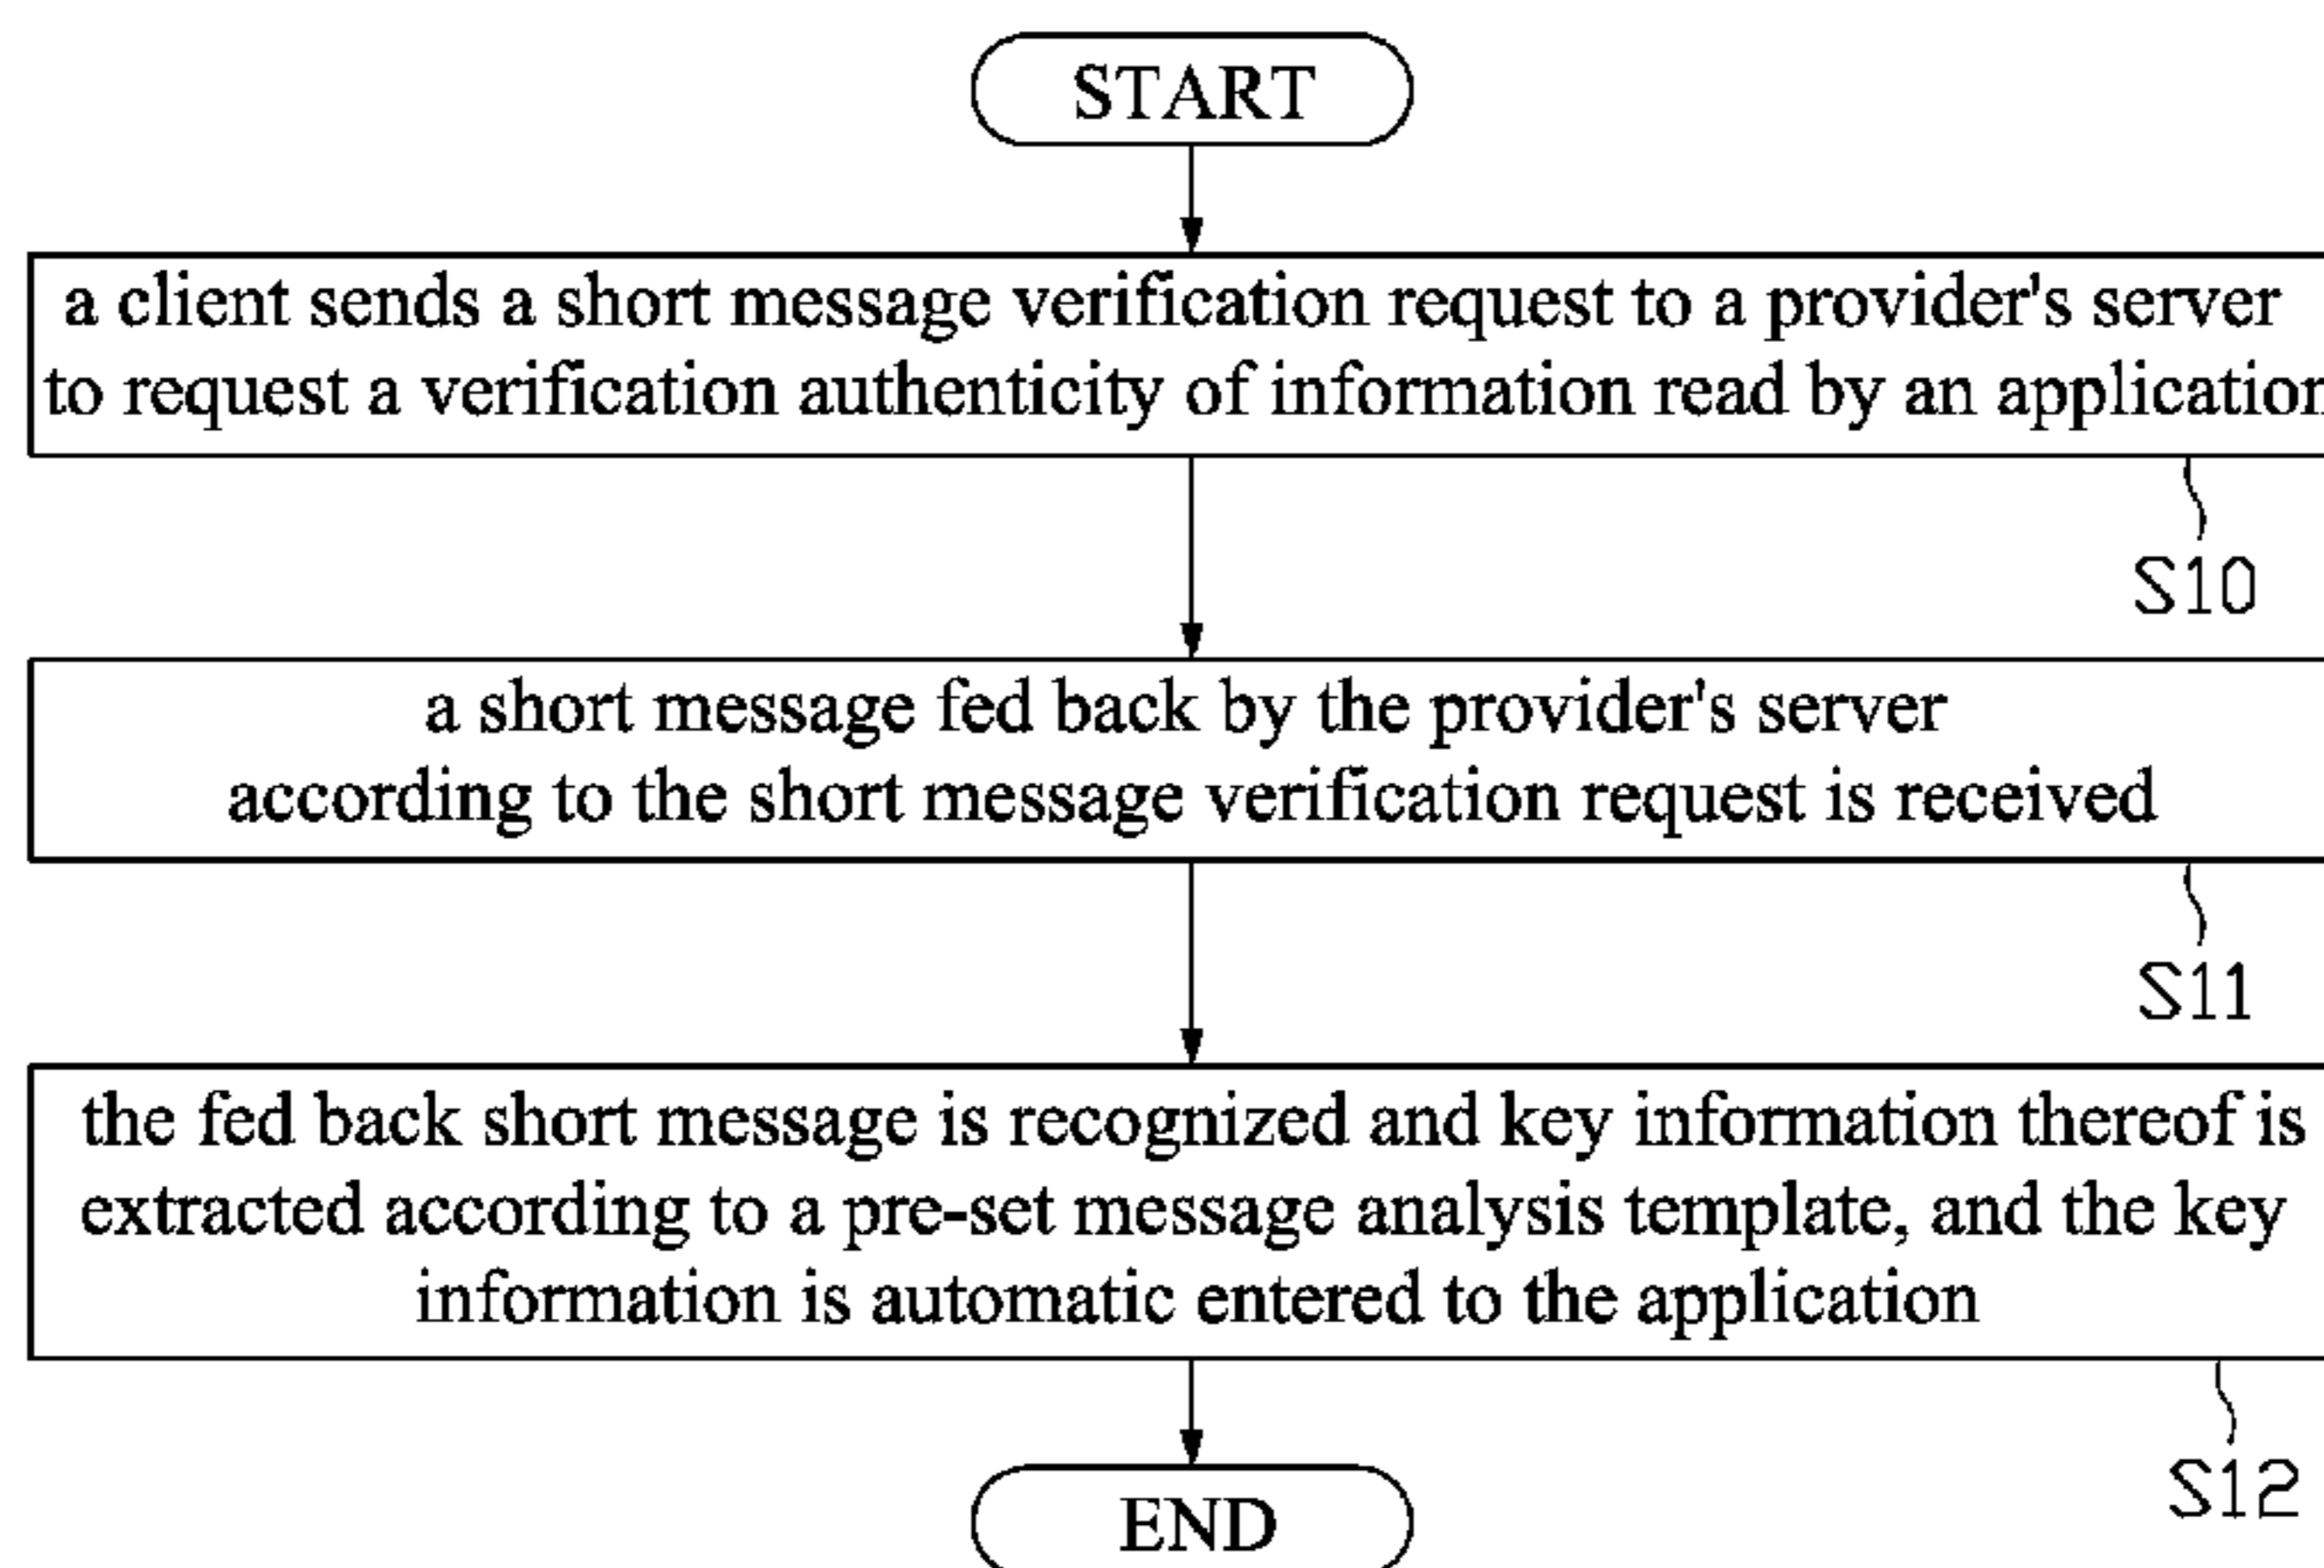 START
a client sends a short message verification request to a provider's server
to request a verification authenticity of information read by an application
S10
a short message fed back by the provider's server
according to the short message verification request is received
S11
the fed back short message is recognized and key information thereof is
extracted according to a pre-set message analysis template, and the key
information is automatic entered to the application
S12
END